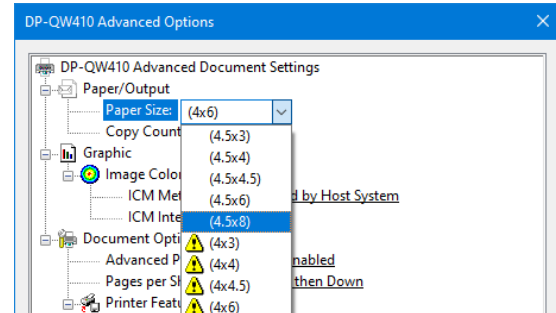 DP-QW410 Advanced Options
DP-QW410 Advanced Document Settings
Paper/Output
Paper Size: (4x6)
Copy Count
(4.5x3)
Graphic
(4.5x4)
Image Color
(4.5x4.5)
ICM Met
(4.5x6)
d by Host System
ICM Inte
(4.5x8)
Document Opti
(4x3)
Advanced P
(4x4)
nabled
Pages per Sh
(4x4.5)
then Down
Printer Featu
(4x6)